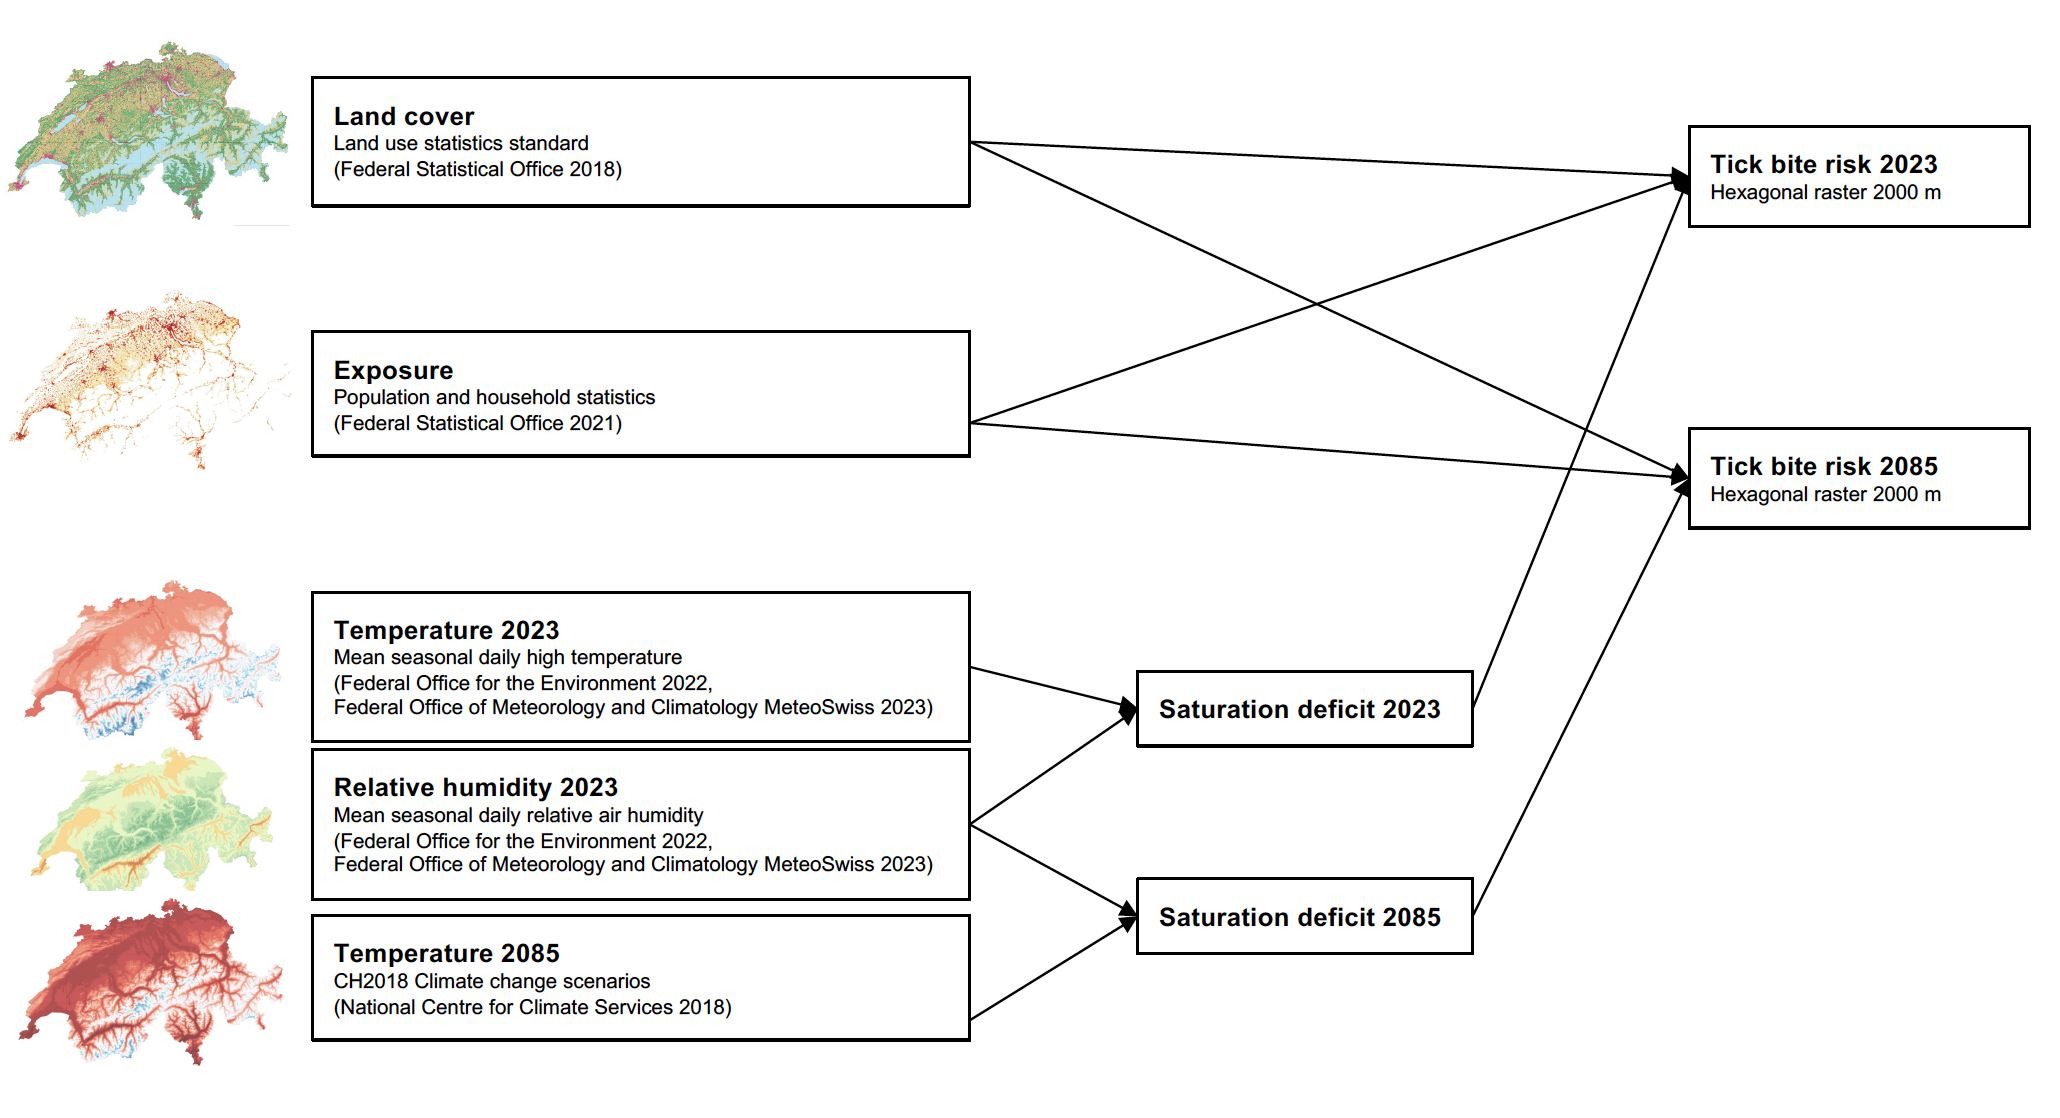 Land cover
Land use statistics standard
(Federal Statistical Office 2018)
Exposure
Population and household statistics
(Federal Statistical Office 2021)
Temperature 2023
Mean seasonal daily high temperature
(Federal Office for the Environment 2022,
Federal Office of Meteorology and Climatology MeteoSwiss 2023)
Relative humidity 2023
Mean seasonal daily relative air humidity
(Federal Office for the Environment 2022,
Federal Office of Meteorology and Climatology MeteoSwiss 2023)
Temperature 2085
CH2018 Climate change scenarios
(National Centre for Climate Services 2018)
Saturation deficit 2023
Saturation deficit 2085
Tick bite risk 2023
Hexagonal raster 2000 m
Tick bite risk 2085
Hexagonal raster 2000 m